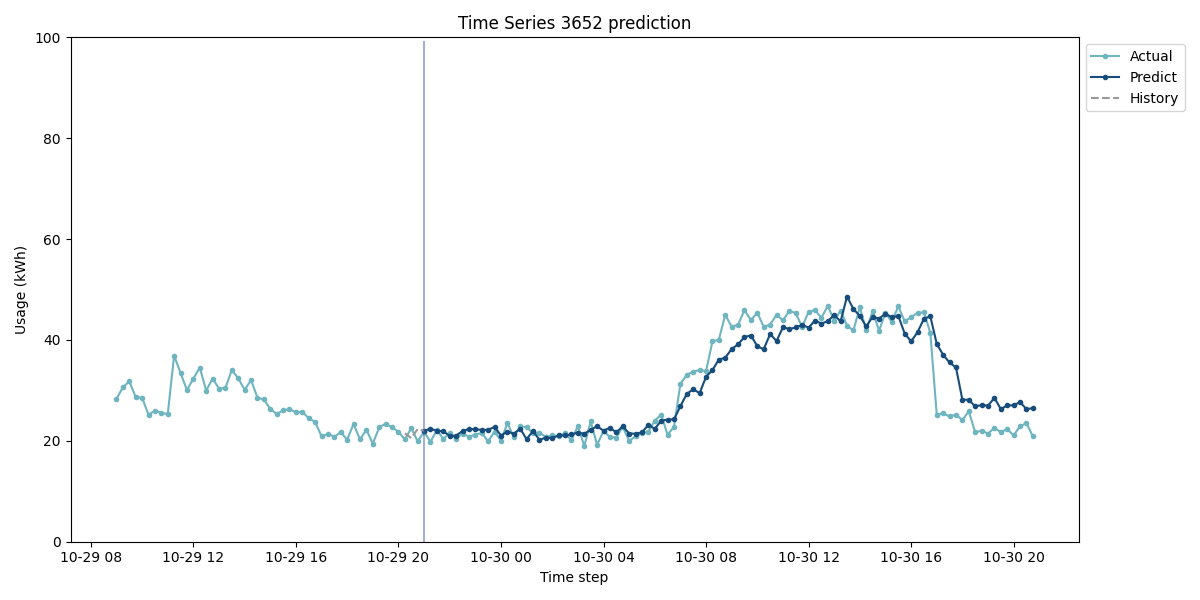 Time Series 3652 prediction
Actual
Predict
History
Usage (kWh)
100
80
60
40
20
0
10-29 08 10-29 12 10-29 16 10-29 20 10-30 00 10-30 04 10-30 08 10-30 12 10-30 16 10-30 20
Time step